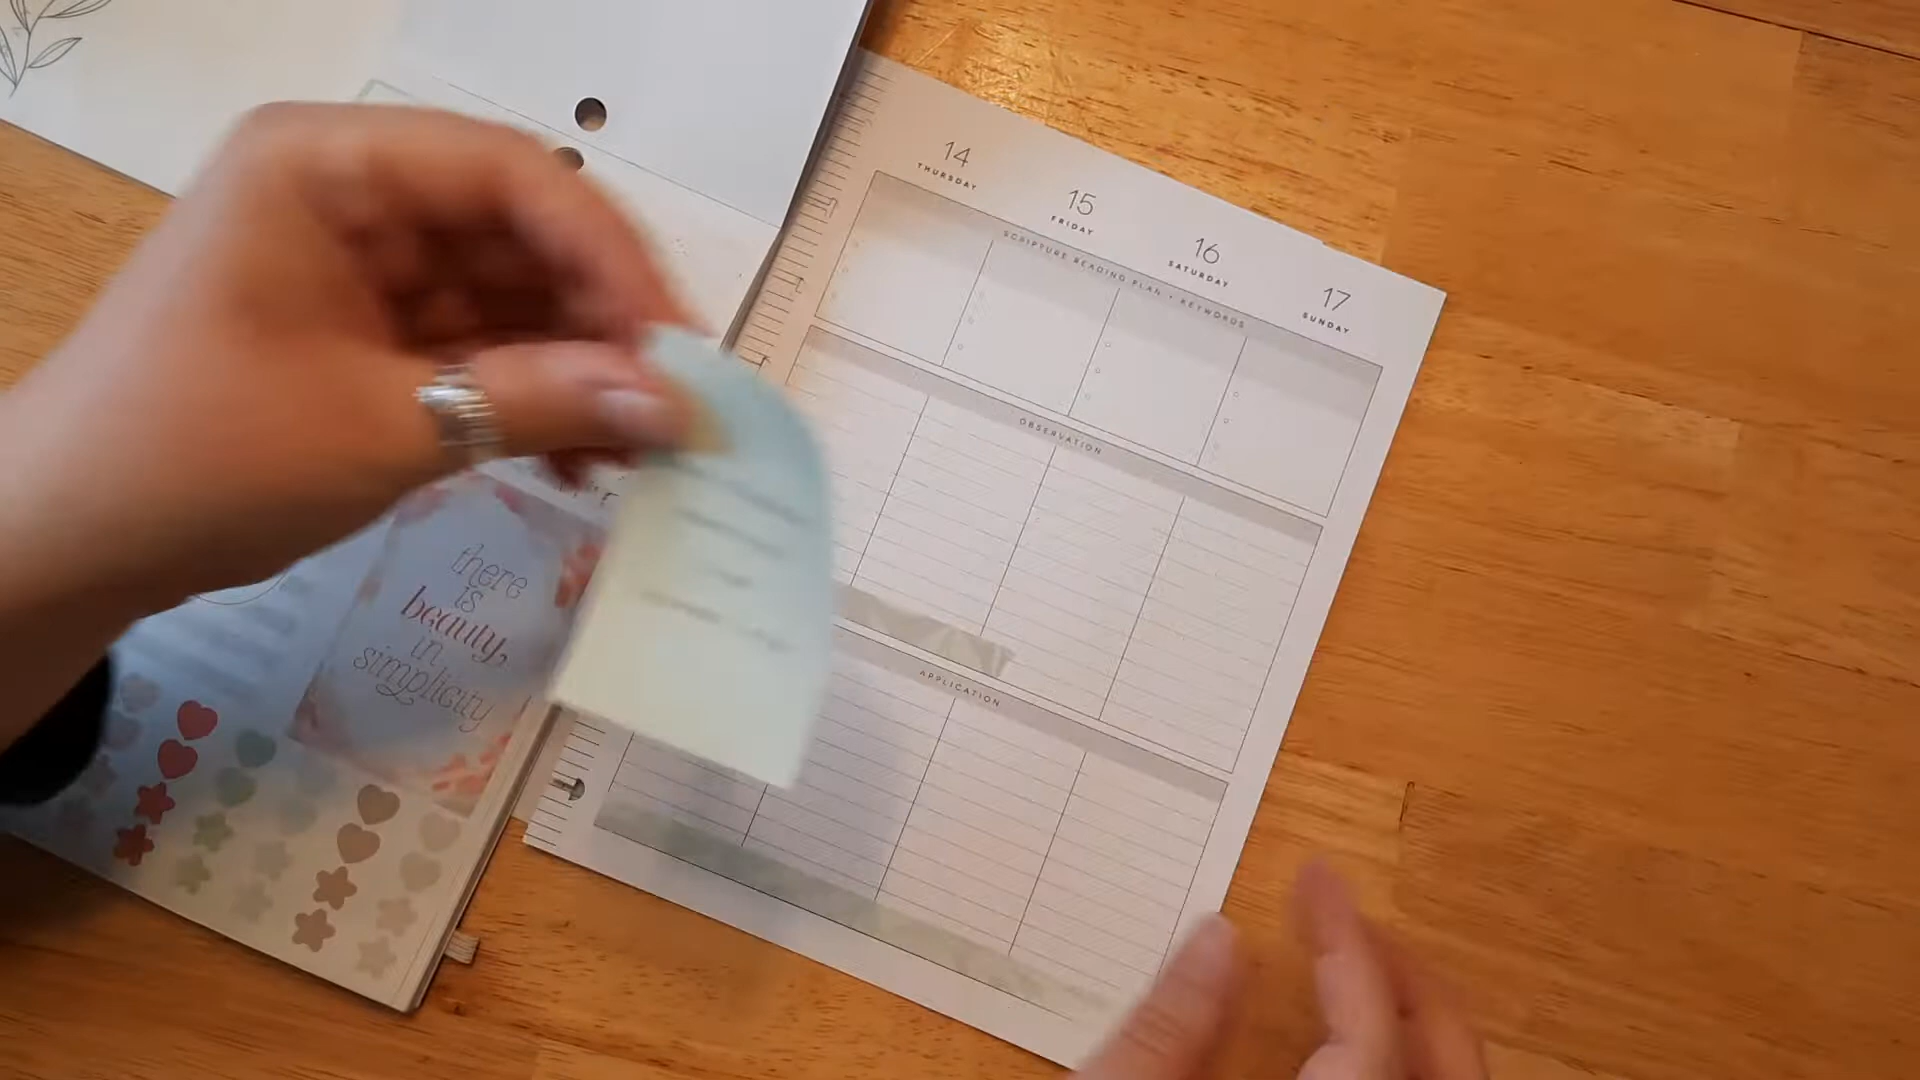 14
THURSDAY
15
FRIDAY
16
SATURDAY
17
SUNDAY
SCRIPTURE READING PLAN + KEYWORDS
OBSERVATION
APPLICATION
there
is
beauty,
in
simplicity